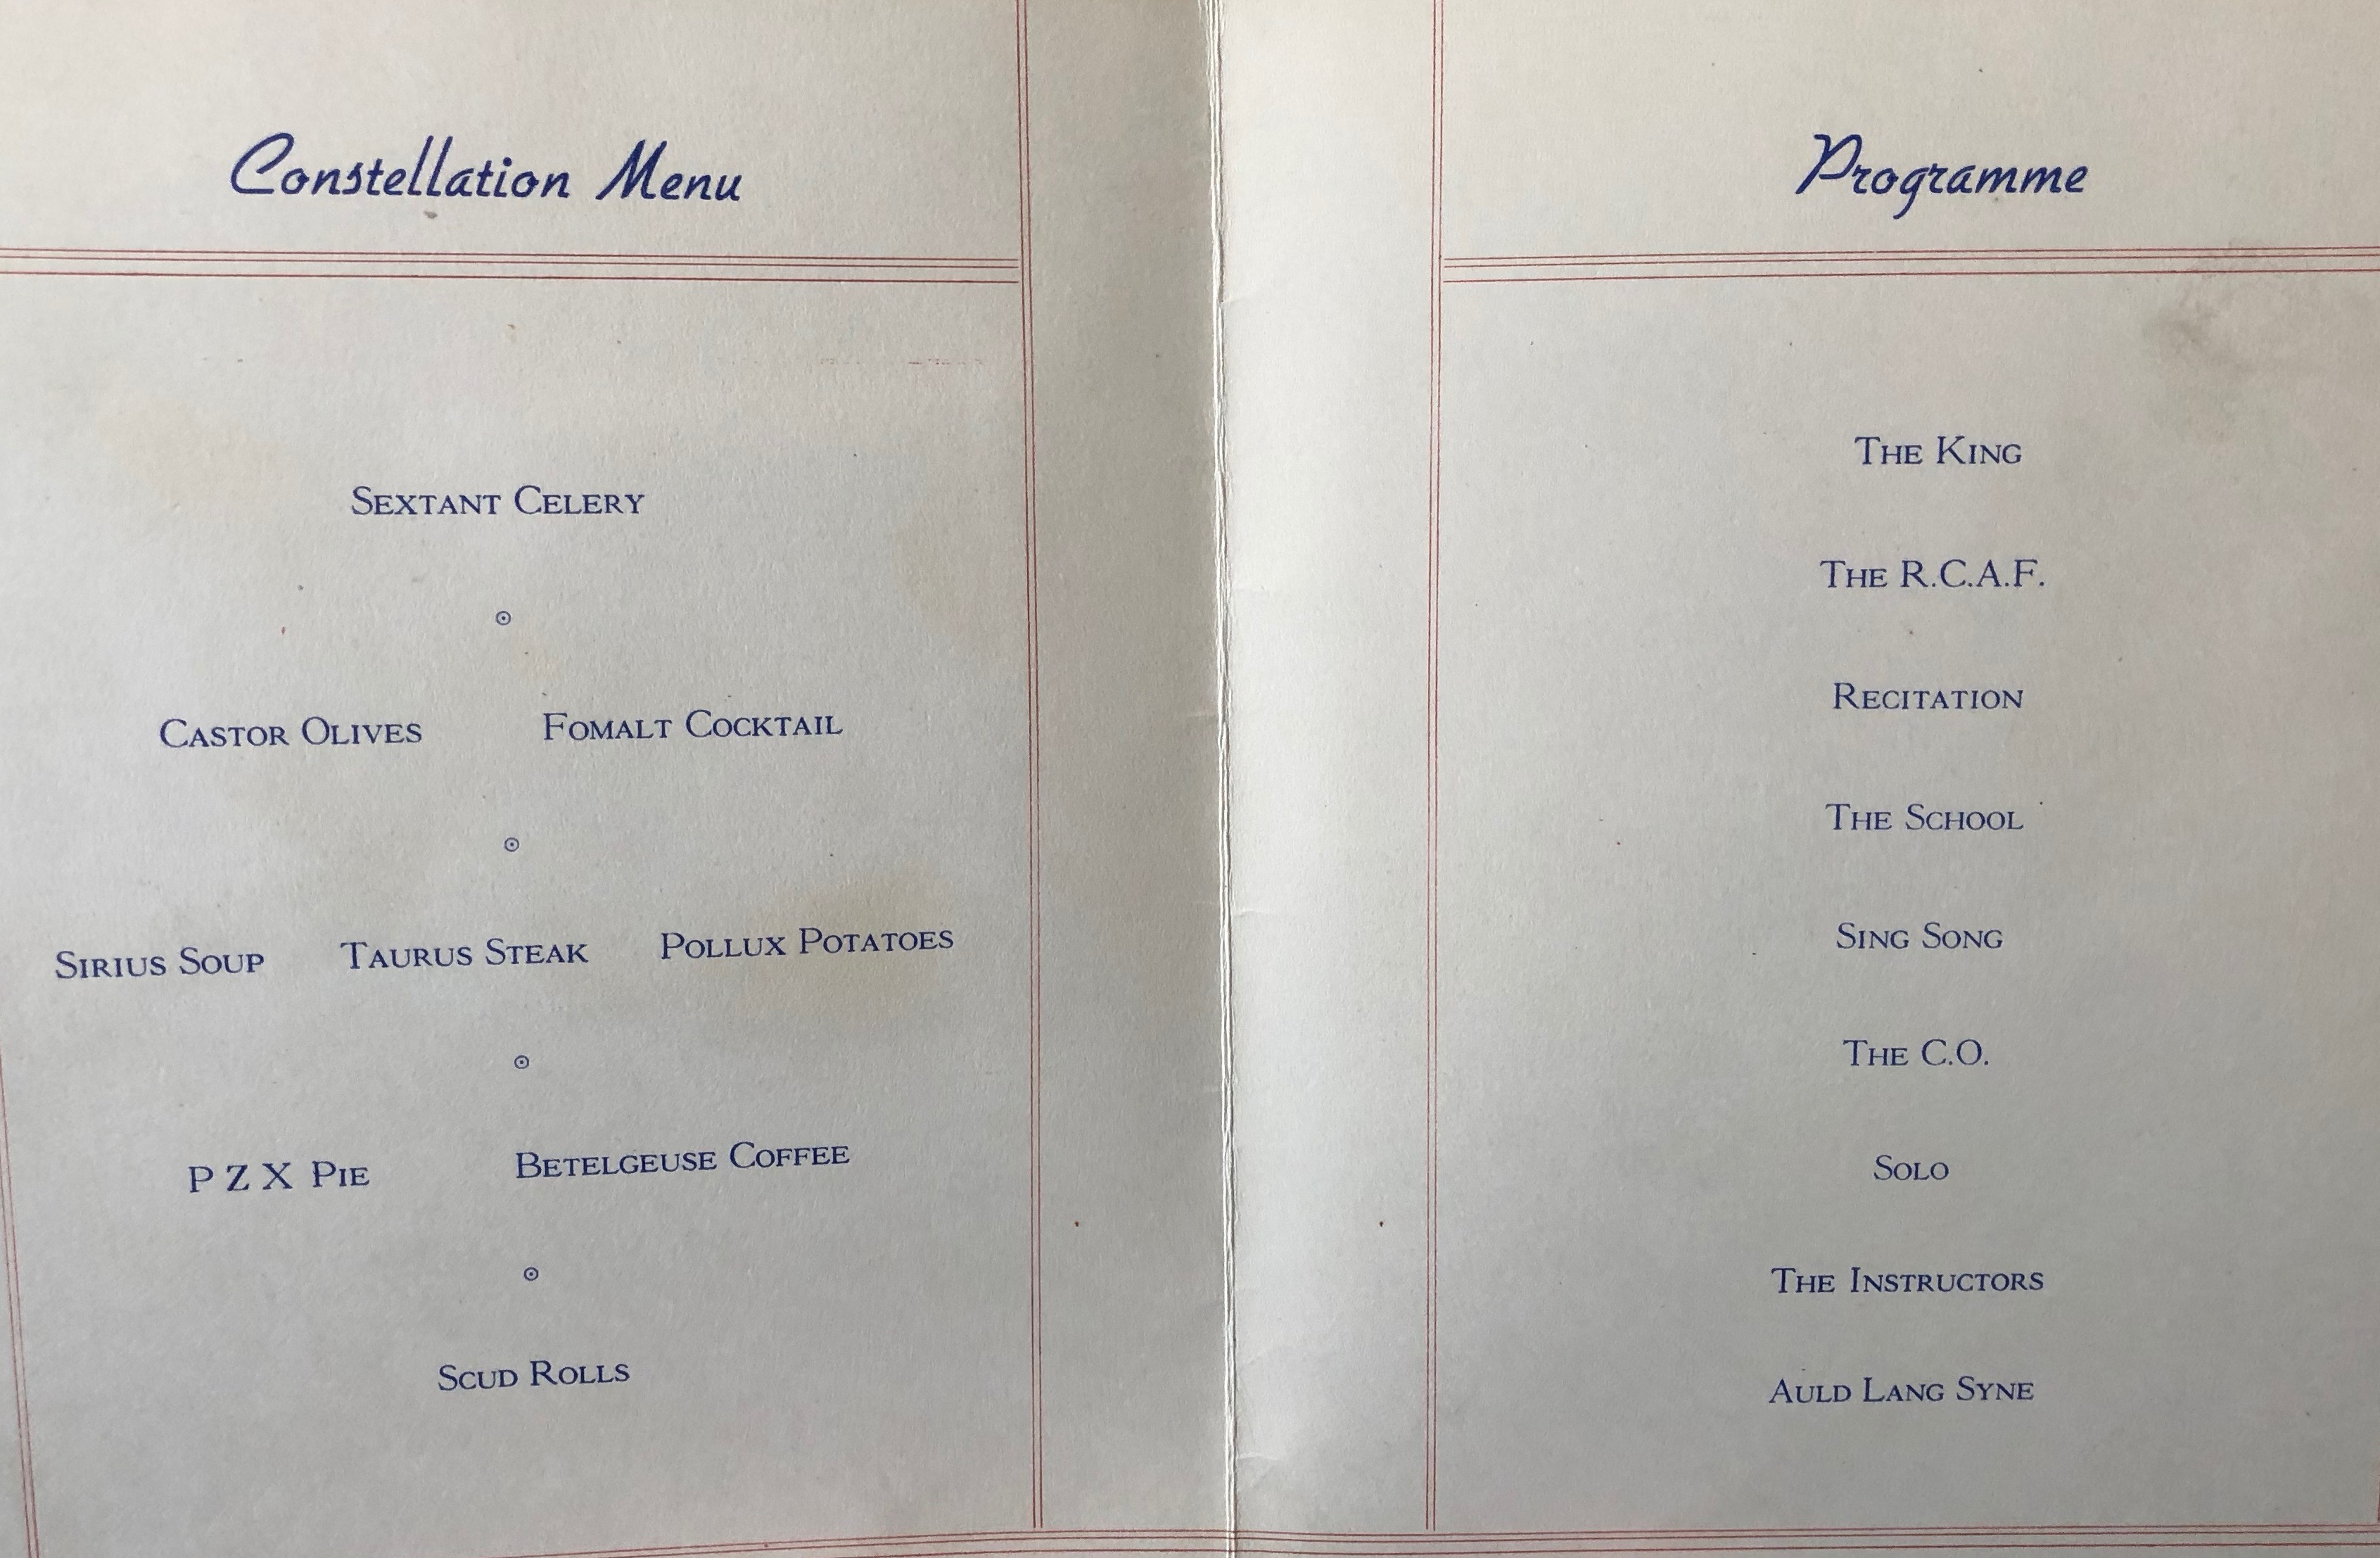 Constellation Menu
Sextant Celery
Castor Olives Fomalt Cocktail
Sirius Soup Taurus Steak Pollux Potatoes
P Z X Pie Betelgeuse Coffee
Scud Rolls
Programme
The King
The R.C.A.F.
Recitation
The School
Sing Song
The C.O.
Solo
The Instructors
Auld Lang Syne